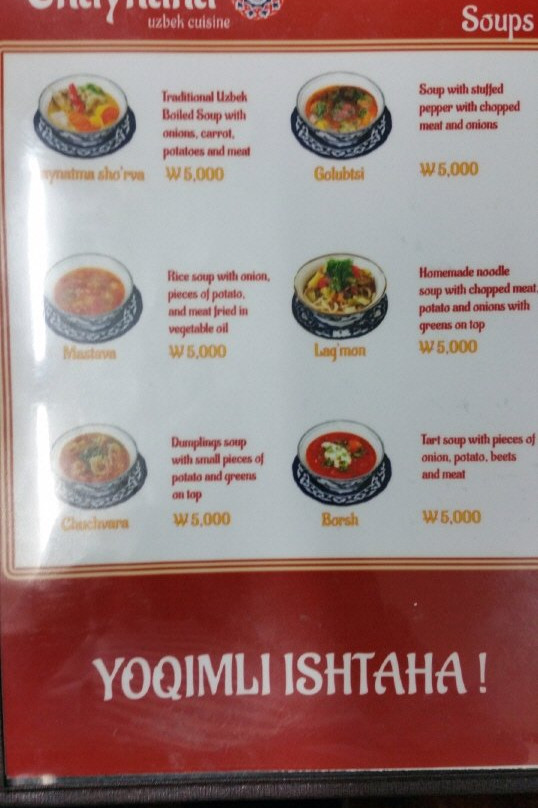 uzbek cuisine
Soups
Traditional Uzbek
Boiled Soup with
onions, carrot,
potatoes and meat
sho'rva
₩5,000
Soup with stuffed
pepper with chopped
meat and onions
Golubtsi
₩5,000
Rice soup with onion,
pieces of potato,
and meat fried in
vegetable oil
Mastava
₩5,000
Homemade noodle
soup with chopped meat,
potato and onions with
greens on top
Lag'mon
₩5,000
Dumplings soup
with small pieces of
potato and greens
on top
Chuchvara
₩5,000
Tart soup with pieces of
onion, potato, beets
and meat
Borsh
₩5,000
YOQIMLI ISHTAHA !